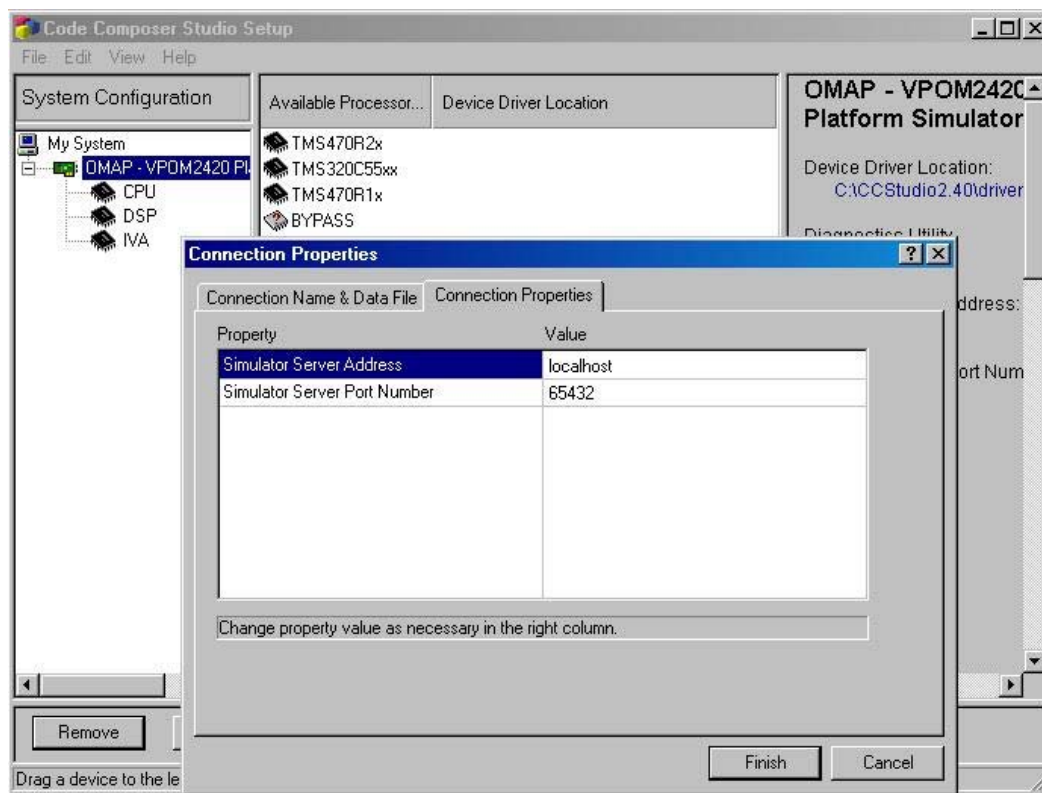 Code Composer Studio Setup
File Edit View Help
System Configuration
Available Processor... Device Driver Location
My System
OMAP - VPOM2420 Pl
CPU
DSP
IVA
TMS470R2x
TMS320C55xx
TMS470R1x
BYPASS
OMAP - VPOM2420
Platform Simulator
Device Driver Location:
C:\CCStudio2.40\driver
Diagnostics Utility
ddress:
ort Num
Connection Properties
Connection Name & Data File Connection Properties
Property Value
Simulator Server Address localhost
Simulator Server Port Number 65432
Change property value as necessary in the right column.
Remove
Finish Cancel
Drag a device to the le